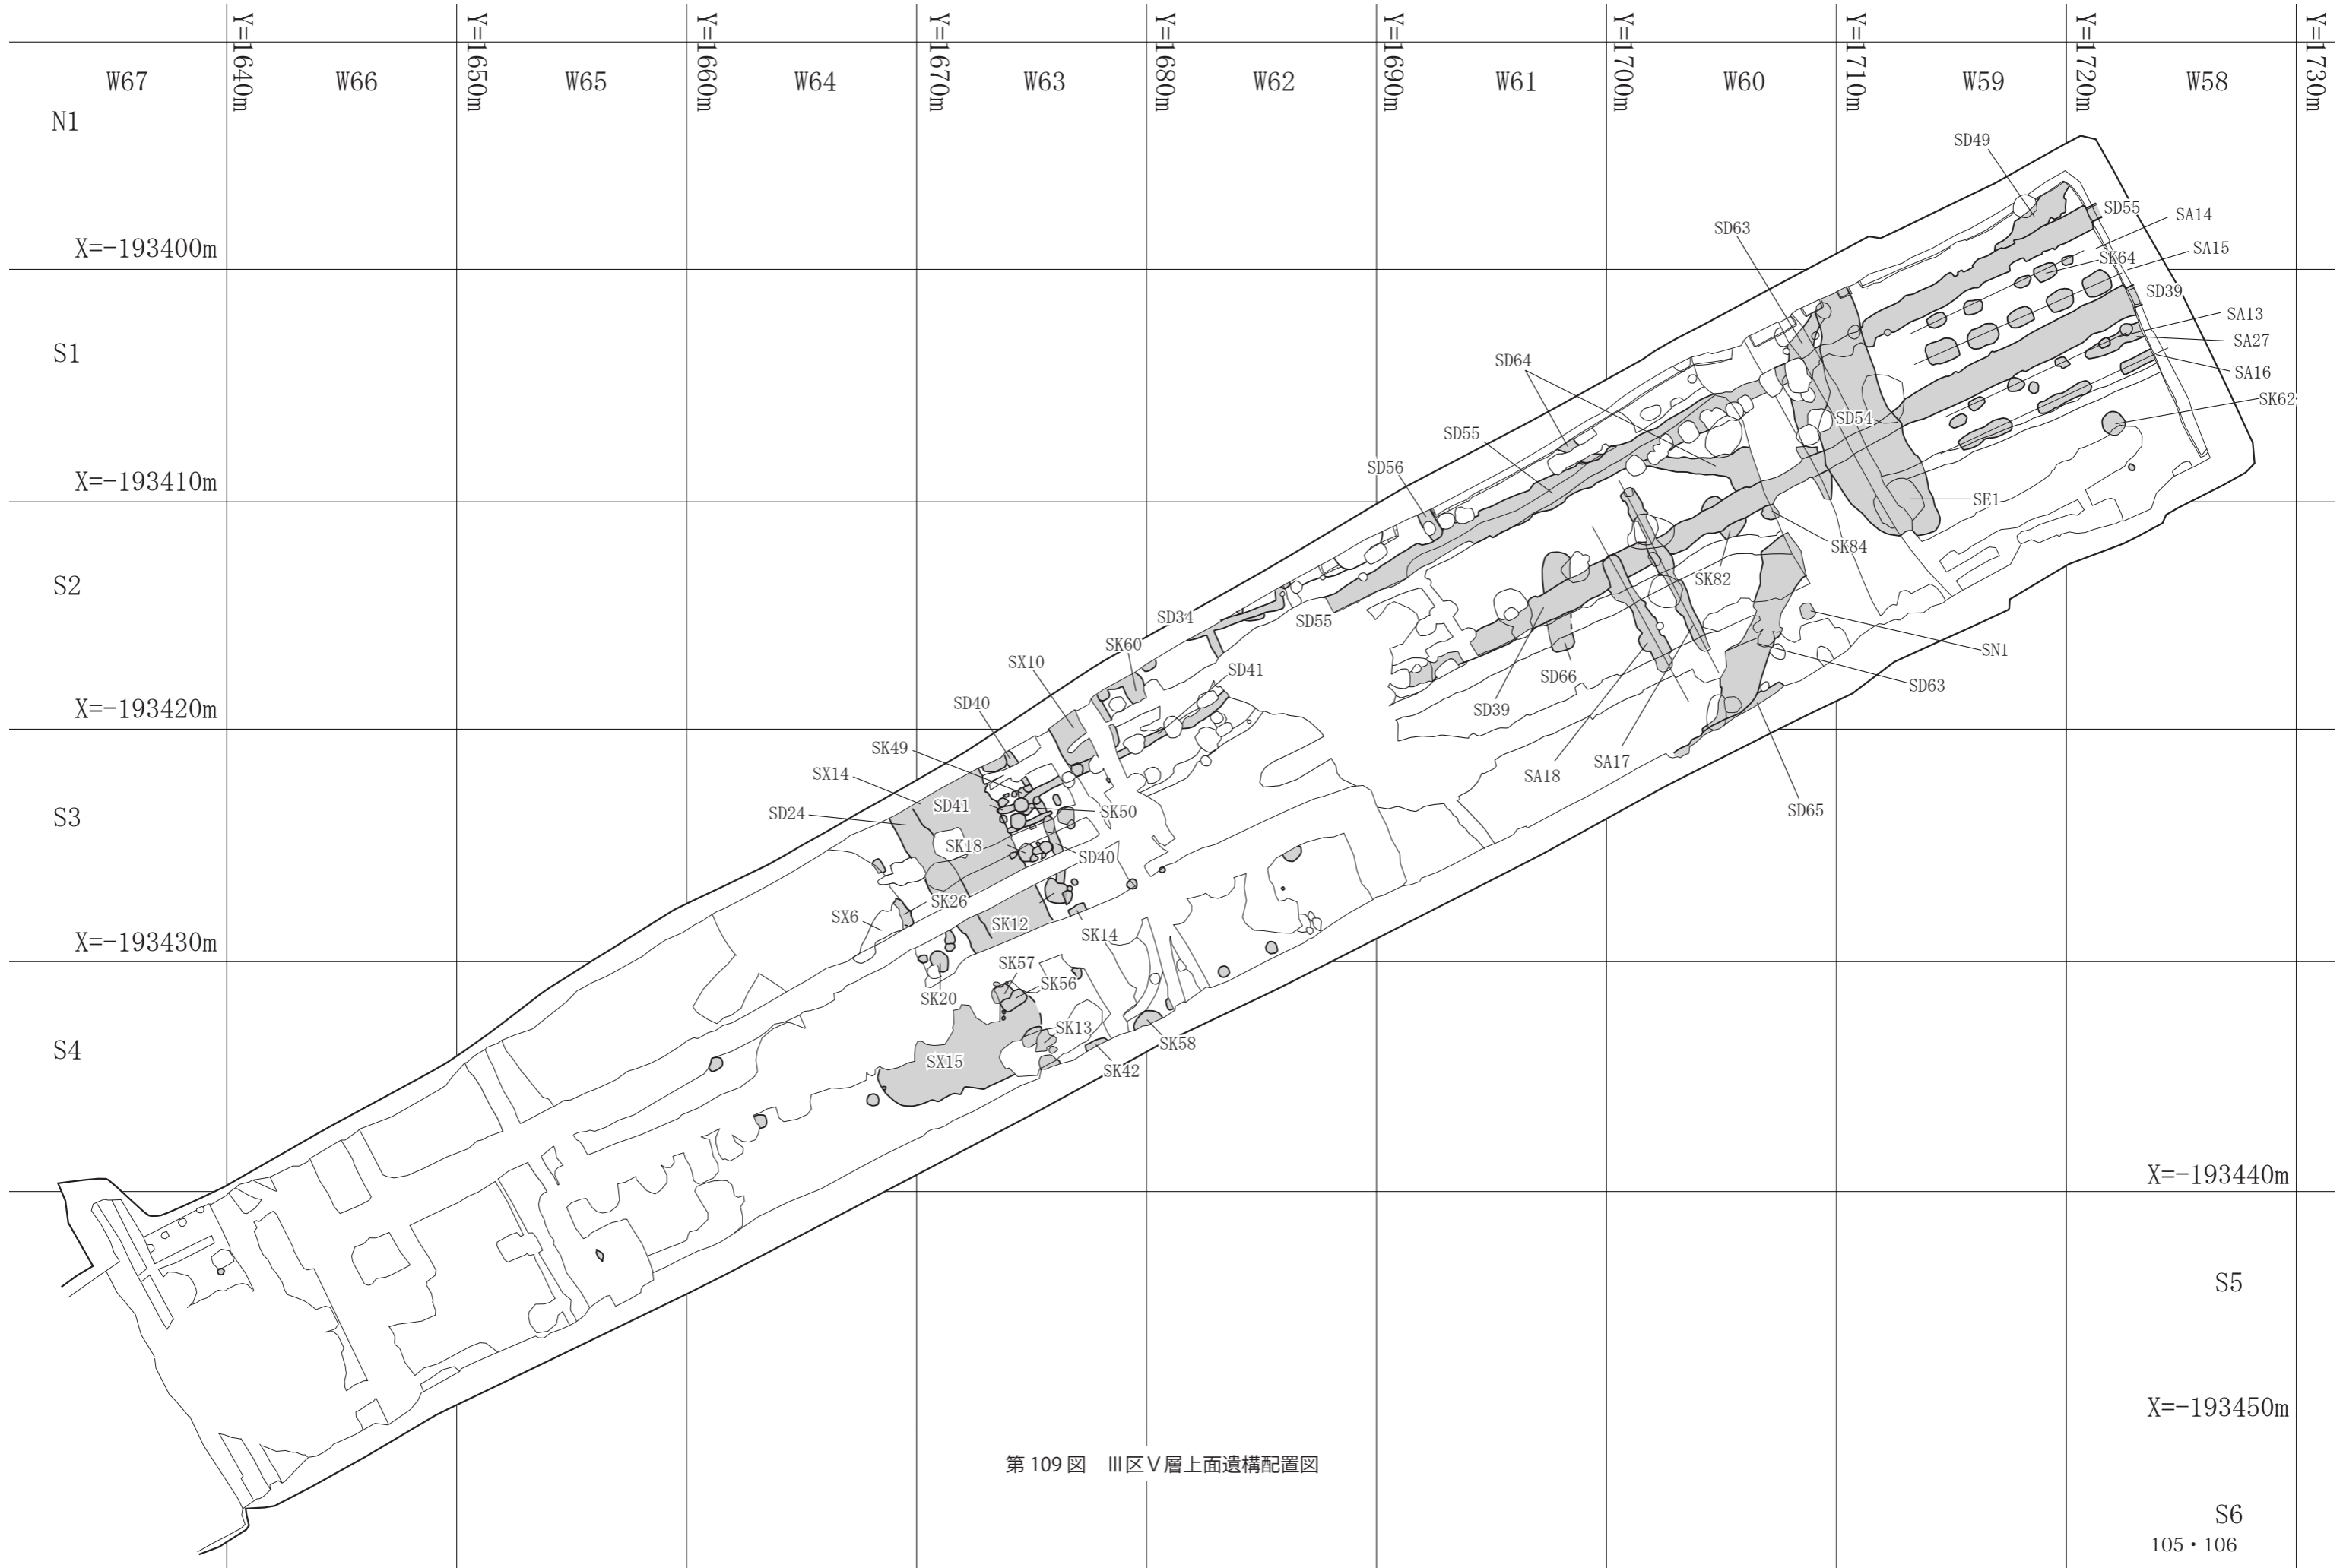 Y=1640m
Y=1650m
Y=1660m
Y=1670m
Y=1680m
Y=1690m
Y=1700m
Y=1710m
Y=1720m
Y=1730m
W67
W66
W65
W64
W63
W62
W61
W60
W59
W58
N1
SD49
SD55
SA14
SD63
X=-193400m
SA15
SK64
SD39
SA13
SA27
S1
SD64
SA16
SK62
SD54
SD55
SD56
X=-193410m
SE1
SK84
SK82
S2
SD34
SD55
SK60
SN1
SX10
SD41
SD66
SD63
SD40
SD39
X=-193420m
SK49
SA17
SX14
SA18
SD41
SD24
SK50
SD65
S3
SK18
SD40
SK26
SX6
SK12
SK14
X=-193430m
SK57
SK56
SK20
SK13
SK58
S4
SX15
SK42
X=-193440m
S5
X=-193450m
第 109 図　Ⅲ区Ⅴ層上面遺構配置図
S6
105・106